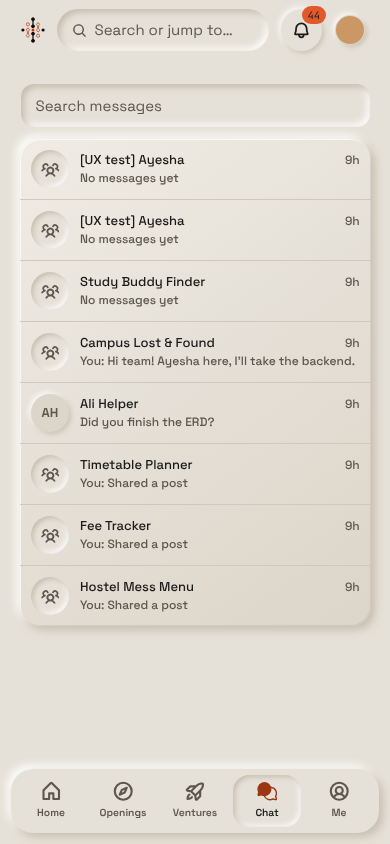 Search or jump to...
44
Search messages
[UX test] Ayesha
9h
No messages yet
[UX test] Ayesha
9h
No messages yet
Study Buddy Finder
9h
No messages yet
Campus Lost & Found
9h
You: Hi team! Ayesha here, I'll take the backend.
AH
Ali Helper
9h
Did you finish the ERD?
Timetable Planner
9h
You: Shared a post
Fee Tracker
9h
You: Shared a post
Hostel Mess Menu
9h
You: Shared a post
Home
Openings
Ventures
Chat
Me